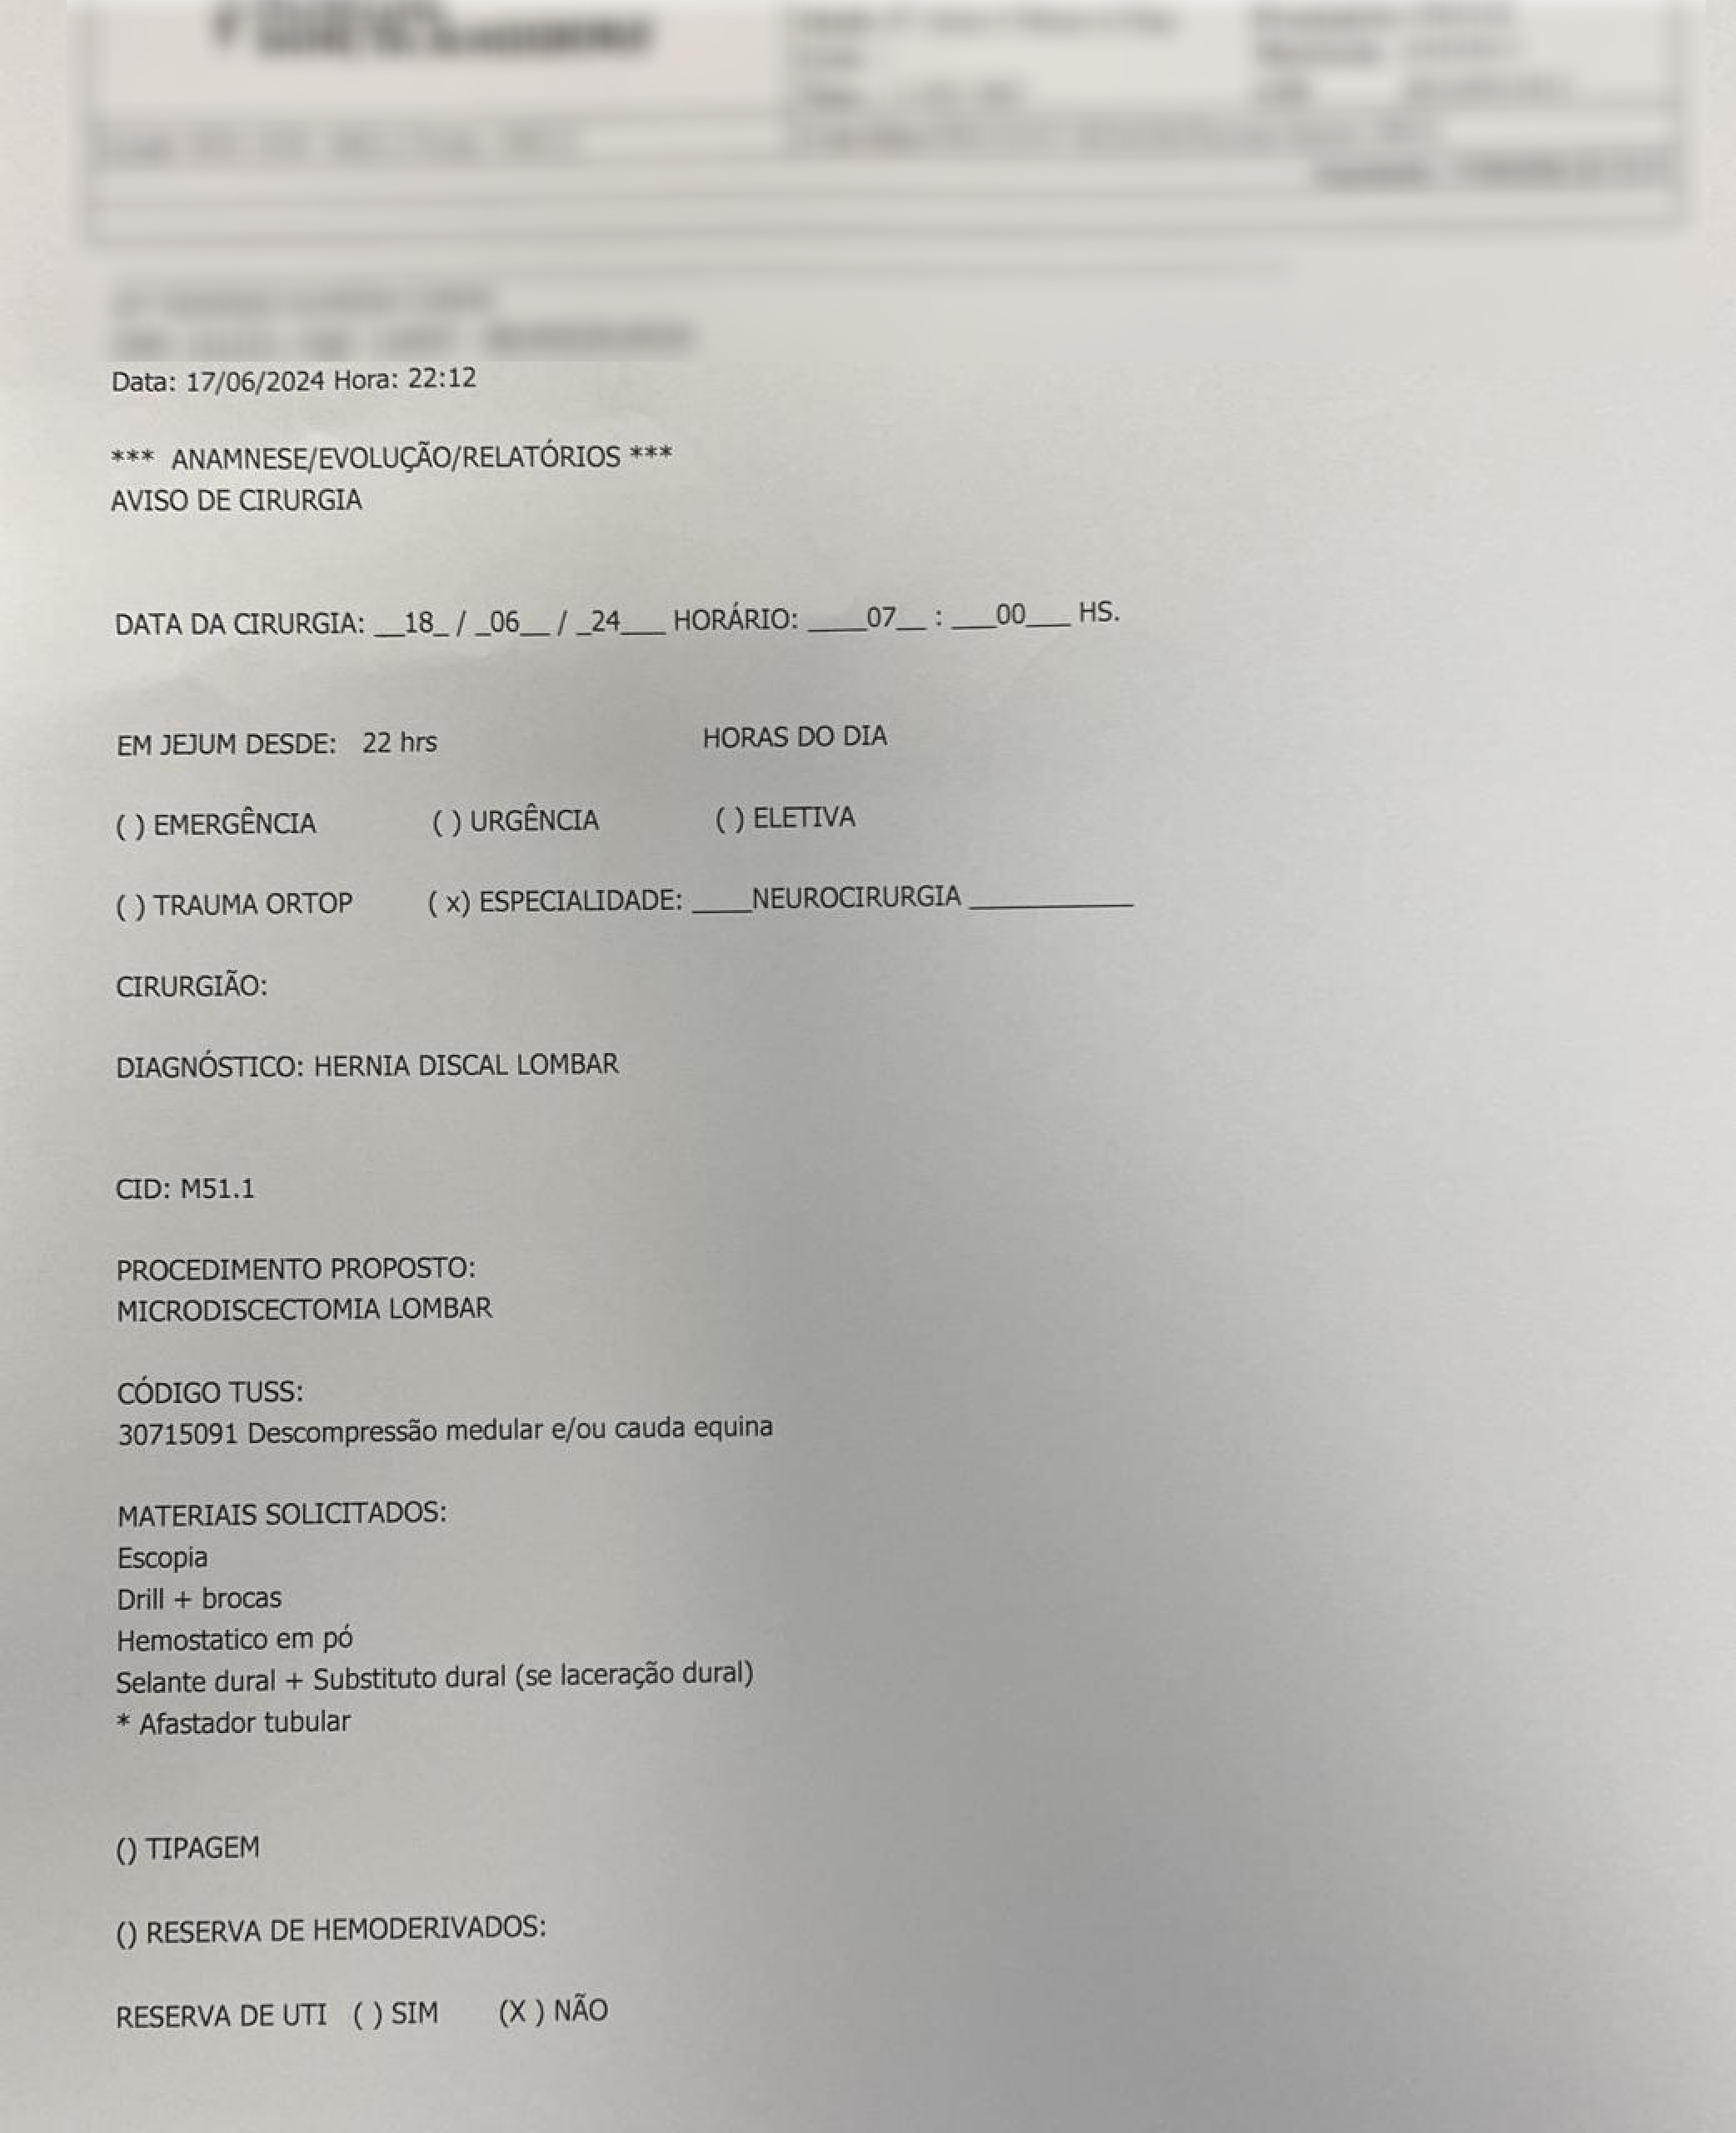 Data: 17/06/2024 Hora: 22:12
*** ANAMNESE/EVOLUÇÃO/RELATÓRIOS ***
AVISO DE CIRURGIA
DATA DA CIRURGIA: __18_ / _06__ / _24___ HORÁRIO: ____07__ : ___00___ HS.
EM JEJUM DESDE: 22 hrs HORAS DO DIA
( ) EMERGÊNCIA ( ) URGÊNCIA ( ) ELETIVA
( ) TRAUMA ORTOP ( x) ESPECIALIDADE: ____NEUROCIRURGIA ___________
CIRURGIÃO:
DIAGNÓSTICO: HERNIA DISCAL LOMBAR
CID: M51.1
PROCEDIMENTO PROPOSTO:
MICRODISCECTOMIA LOMBAR
CÓDIGO TUSS:
30715091 Descompressão medular e/ou cauda equina
MATERIAIS SOLICITADOS:
Escopia
Drill + brocas
Hemostatico em pó
Selante dural + Substituto dural (se laceração dural)
* Afastador tubular
() TIPAGEM
() RESERVA DE HEMODERIVADOS:
RESERVA DE UTI ( ) SIM (X ) NÃO